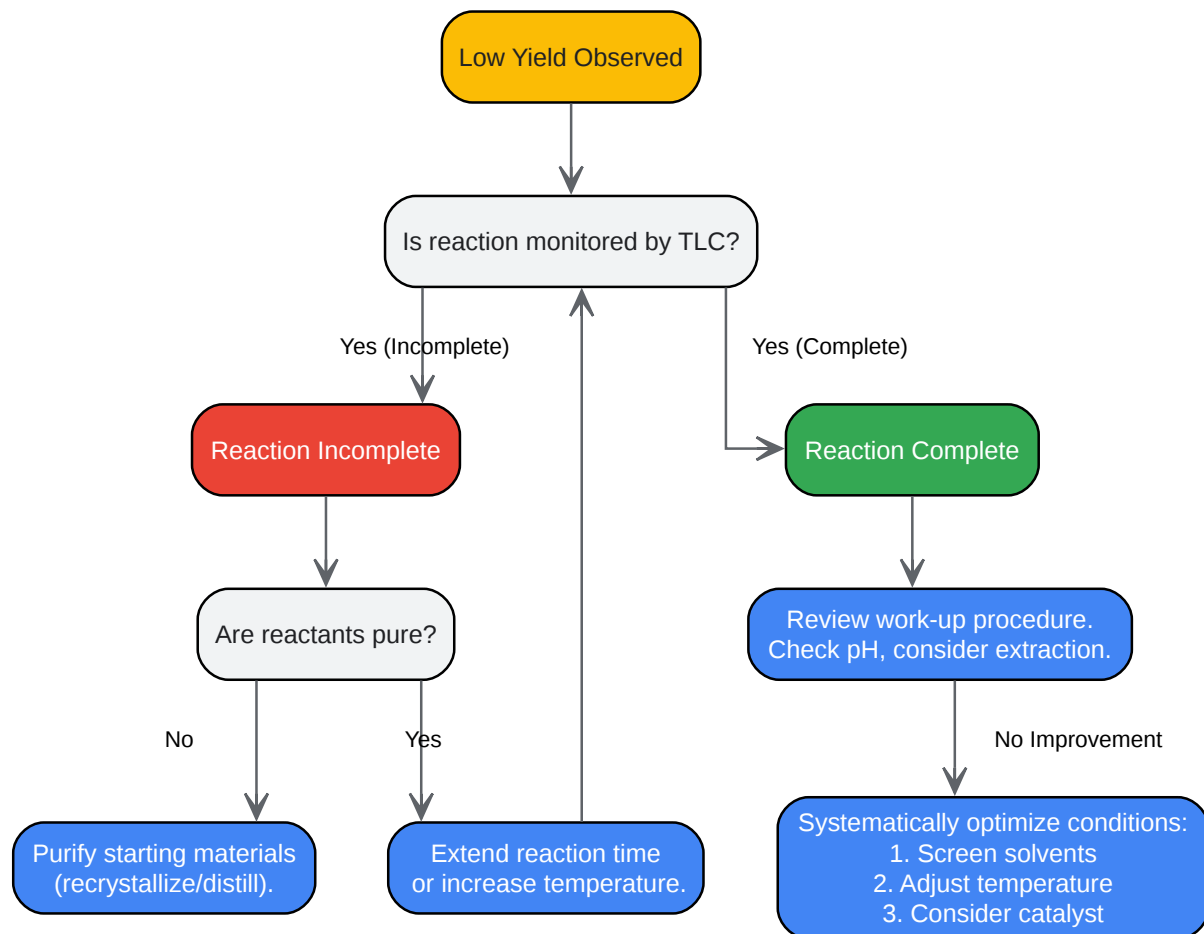 Low Yield Observed
Is reaction monitored by TLC?
Yes (Incomplete)
Yes (Complete)
Reaction Incomplete
Reaction Complete
Are reactants pure?
Review work-up procedure.
Check pH, consider extraction.
No
Yes
No Improvement
Purify starting materials
(recrystallize/distill).
Extend reaction time
or increase temperature.
Systematically optimize conditions:
1. Screen solvents
2. Adjust temperature
3. Consider catalyst